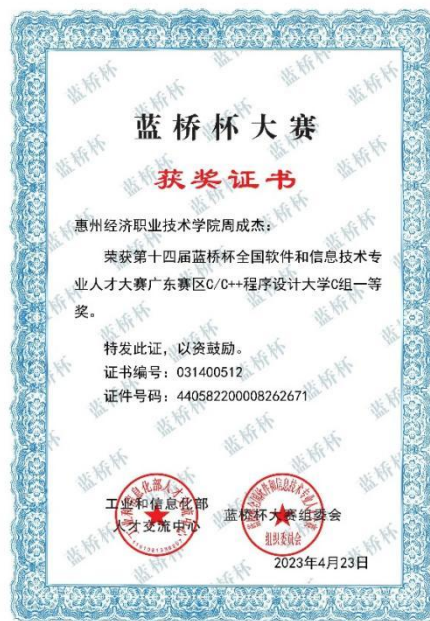 蓝桥杯大赛
获奖证书
惠州经济职业技术学院周成杰：
荣获第十四届蓝桥杯全国软件和信息技术专
业人才大赛广东赛区C/C++程序设计大学C组一等
奖。
特发此证，以资鼓励。
证书编号：031400512
证件号码：440582200008262671
工业和信息化部
人才交流中心
蓝桥杯大赛组委会
组织委员会
2023年4月23日